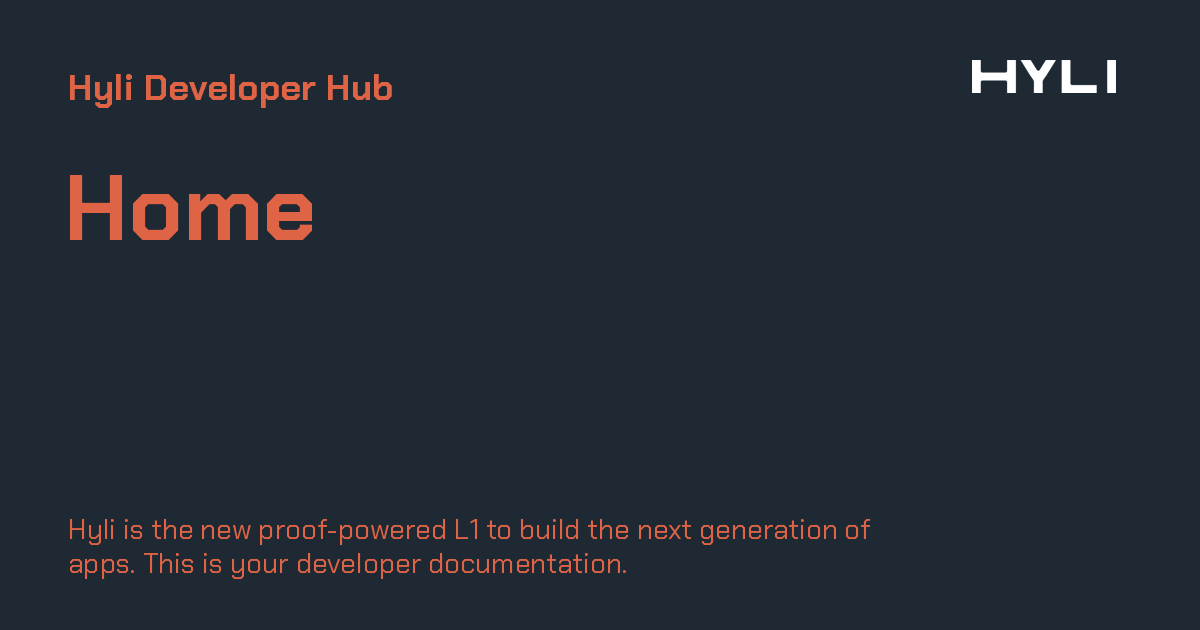 Hyli Developer Hub
HYLI
Home
Hyli is the new proof-powered L1 to build the next generation of
apps. This is your developer documentation.